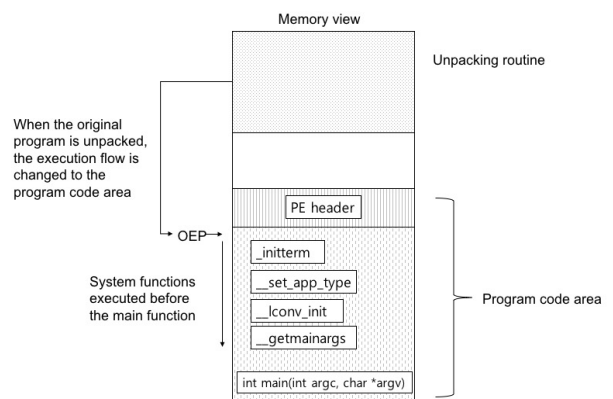 Memory view
Unpacking routine
When the original
program is unpacked,
the execution flow is
changed to the
program code area
PE header
OEP
_initterm
__set_app_type
__lconv_init
__getmainargs
System functions
executed before
the main function
Program code area
int main(int argc, char *argv)